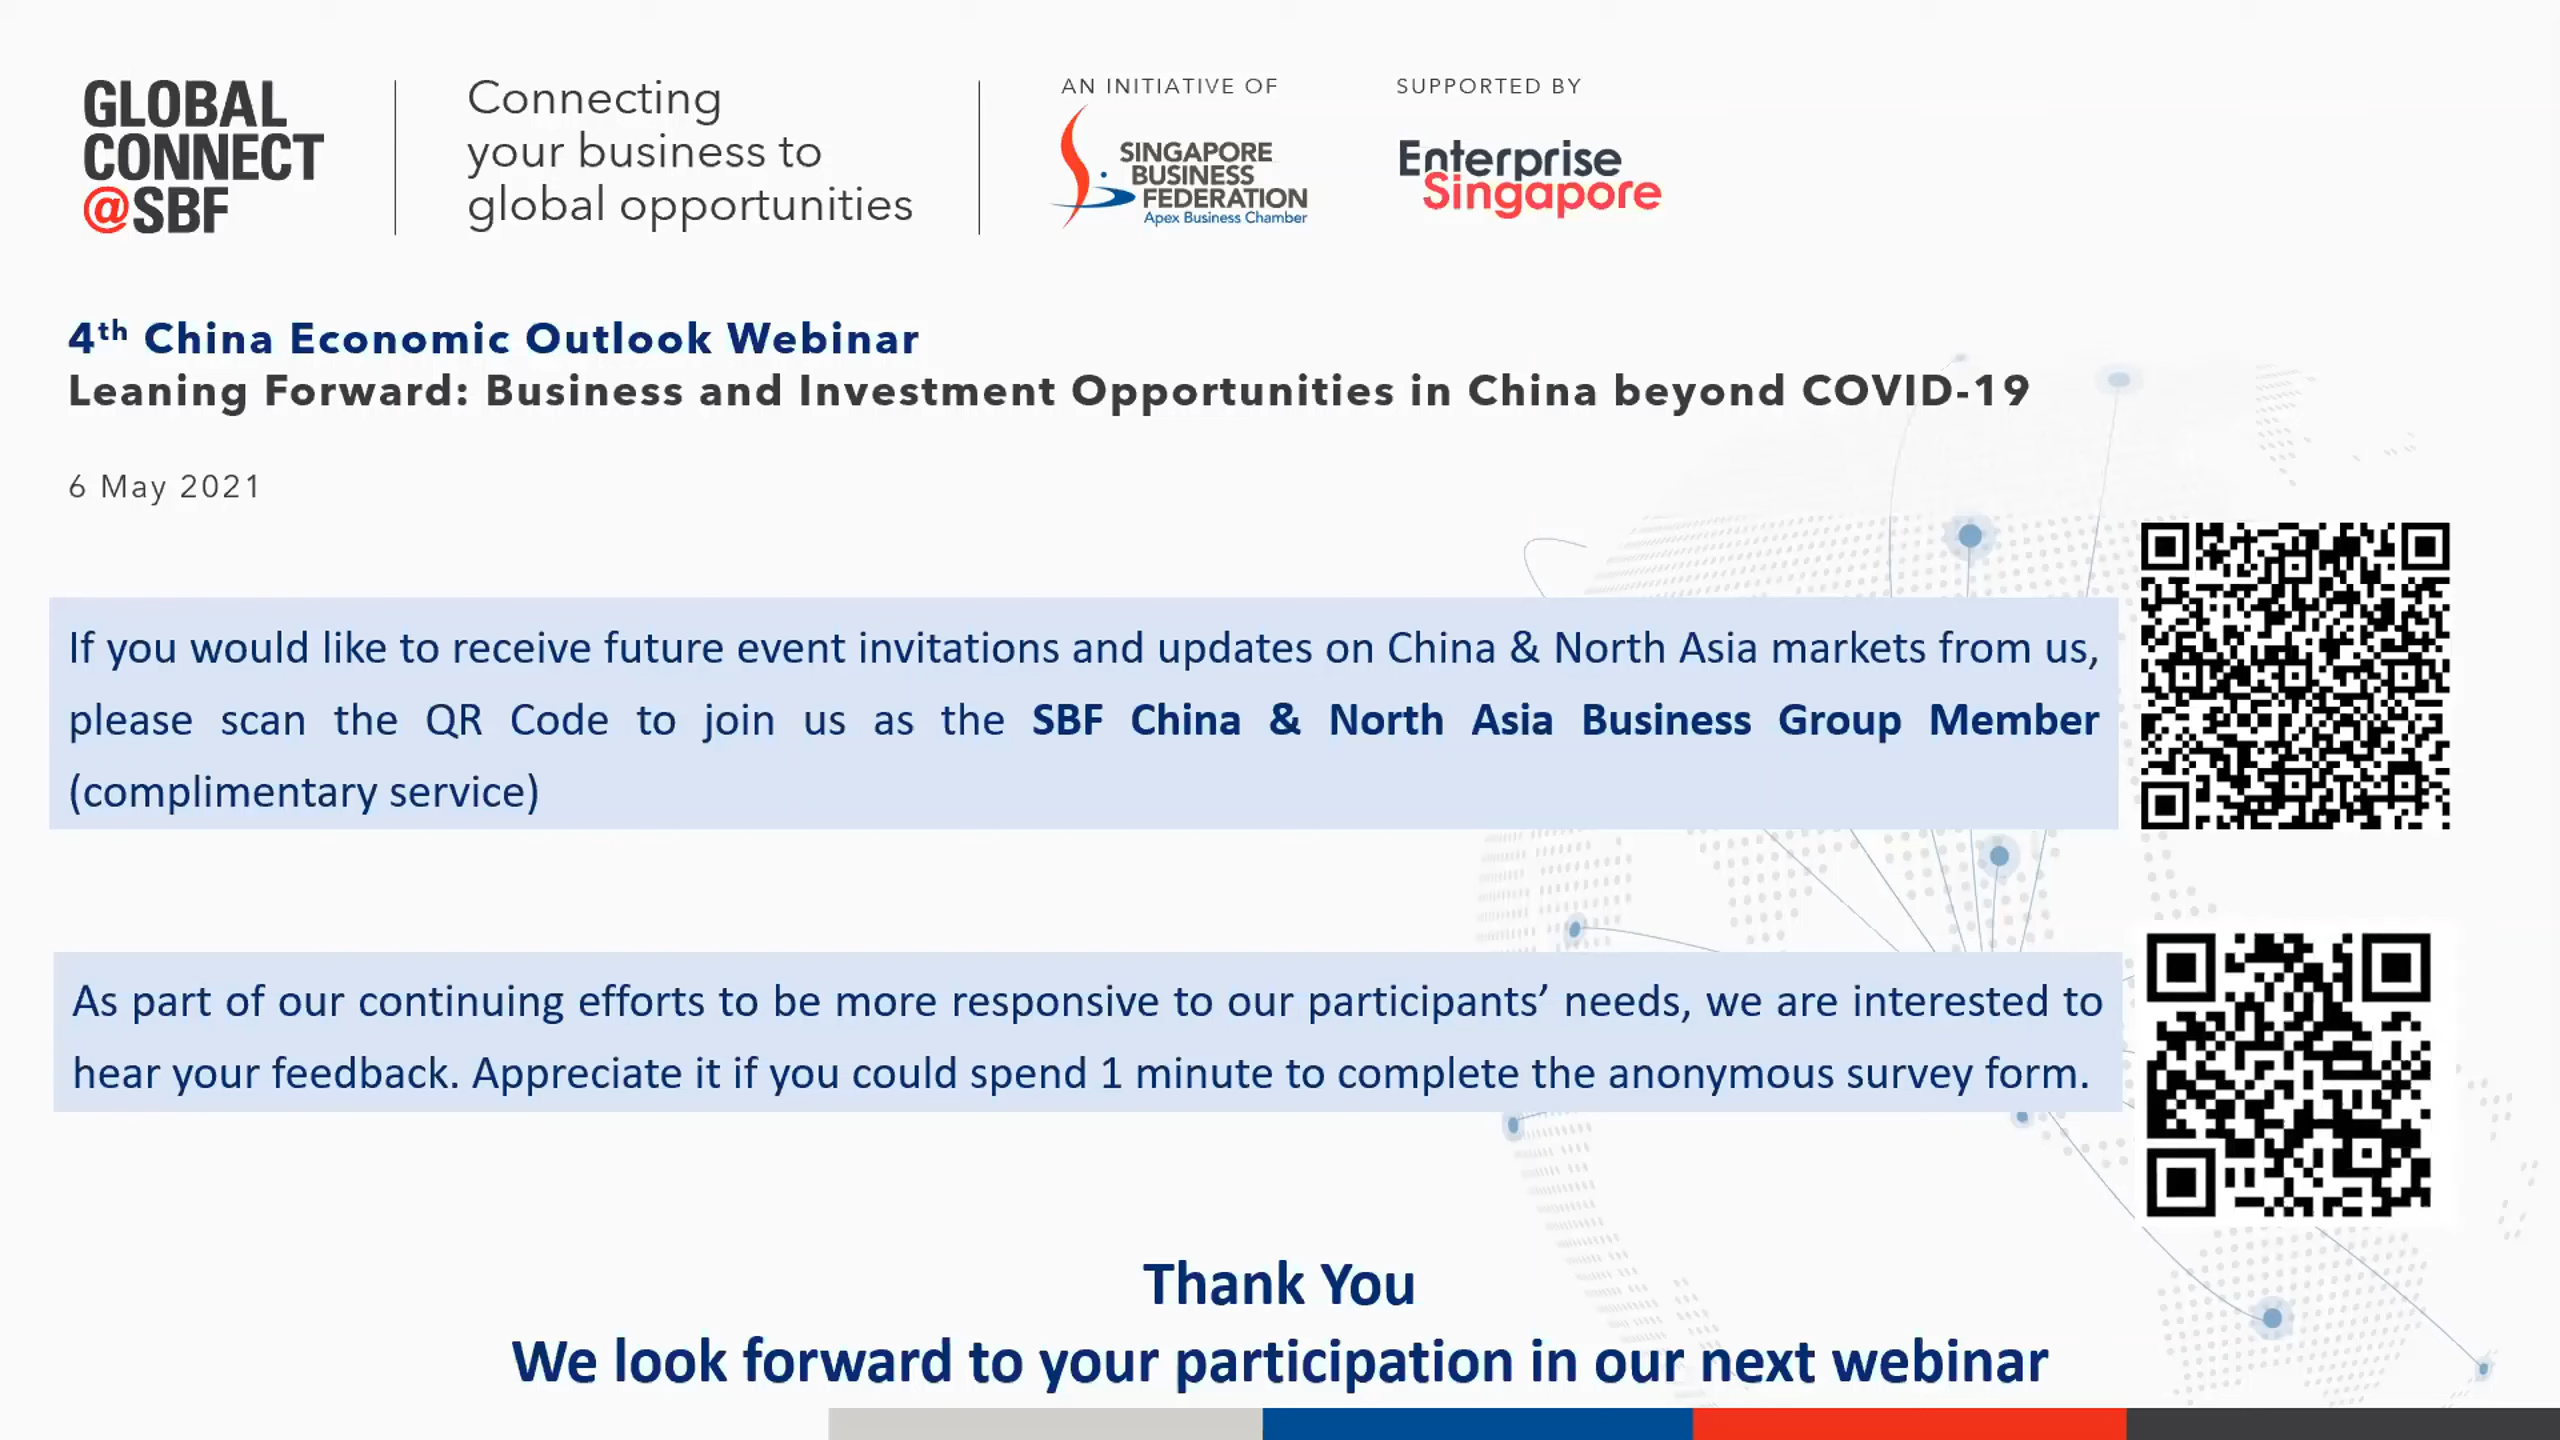 GLOBAL
CONNECT
@SBF
Connecting
your business to
global opportunities
AN INITIATIVE OF
SINGAPORE
BUSINESS
FEDERATION
Apex Business Chamber
SUPPORTED BY
Enterprise
Singapore
4th China Economic Outlook Webinar
Leaning Forward: Business and Investment Opportunities in China beyond COVID-19
6 May 2021
If you would like to receive future event invitations and updates on China & North Asia markets from us,
please scan the QR Code to join us as the SBF China & North Asia Business Group Member
(complimentary service)
As part of our continuing efforts to be more responsive to our participants’ needs, we are interested to
hear your feedback. Appreciate it if you could spend 1 minute to complete the anonymous survey form.
Thank You
We look forward to your participation in our next webinar